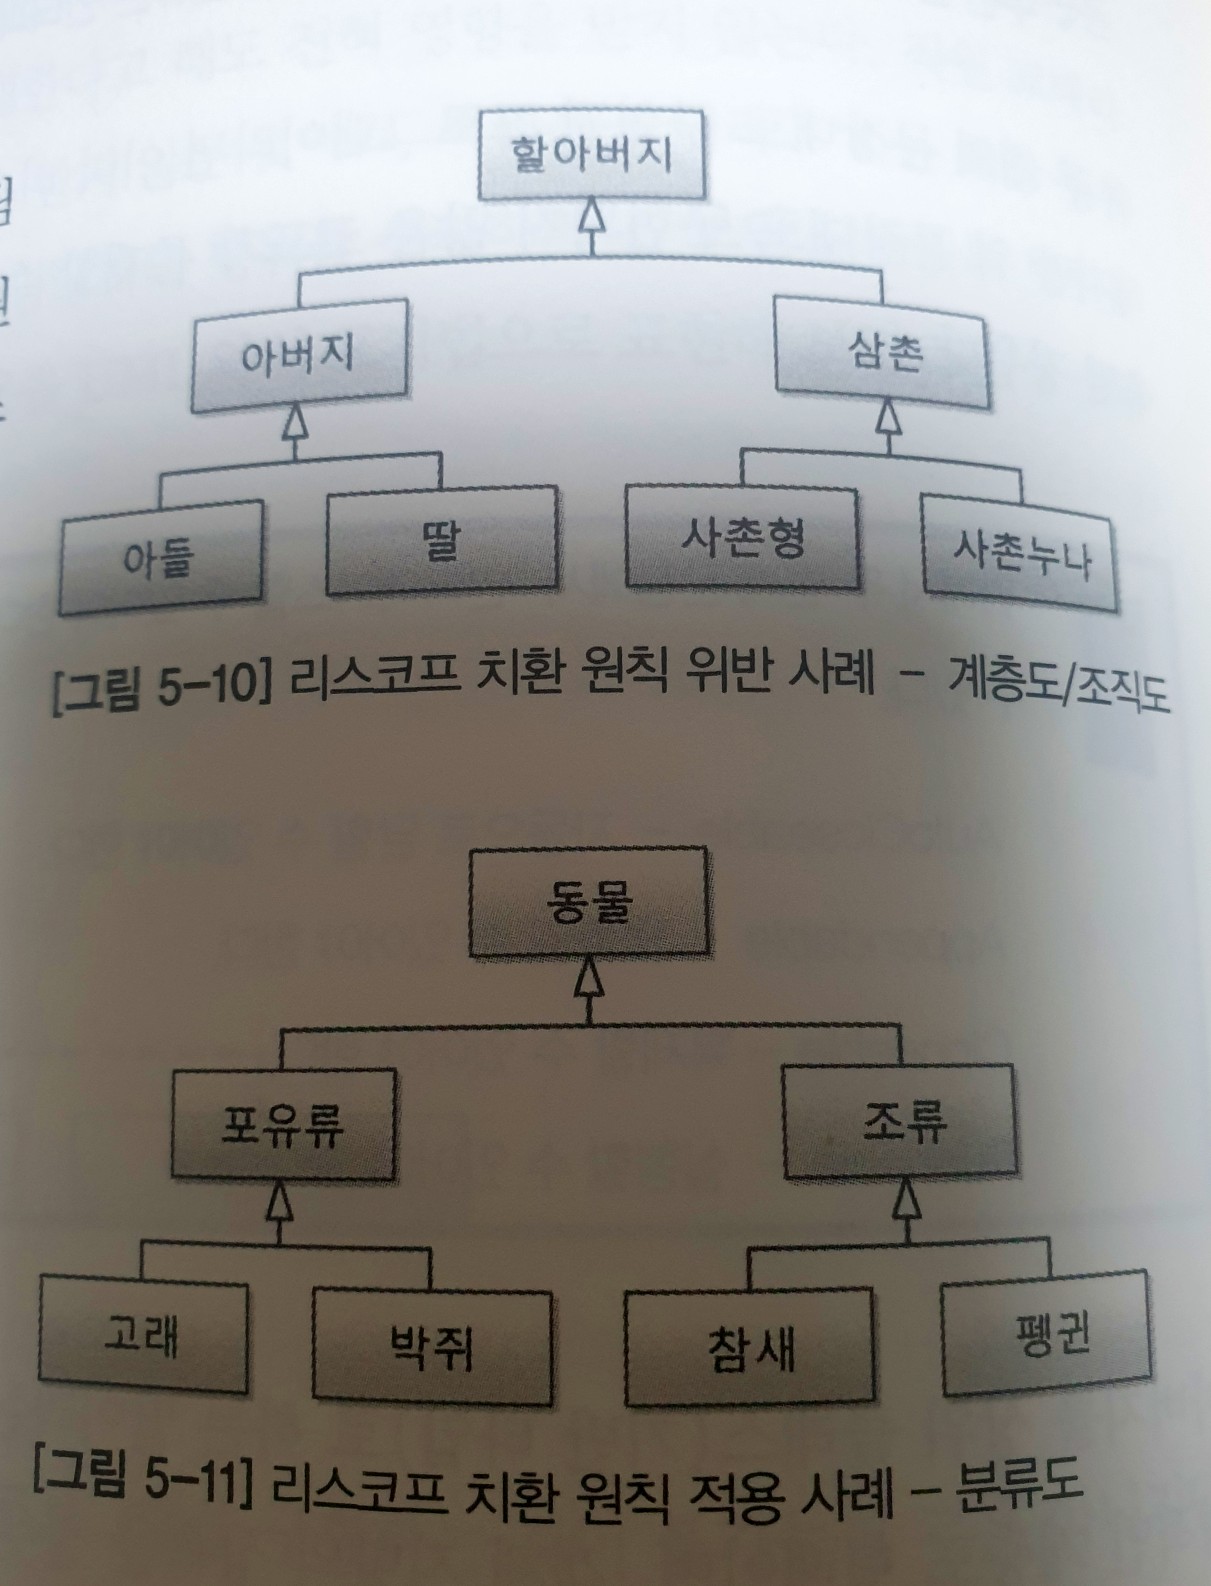 할아버지
아버지 삼촌
아들 딸 사촌형 사촌누나
[그림 5-10] 리스코프 치환 원칙 위반 사례 - 계층도/조직도
동물
포유류 조류
고래 박쥐 참새 펭귄
[그림 5-11] 리스코프 치환 원칙 적용 사례 - 분류도